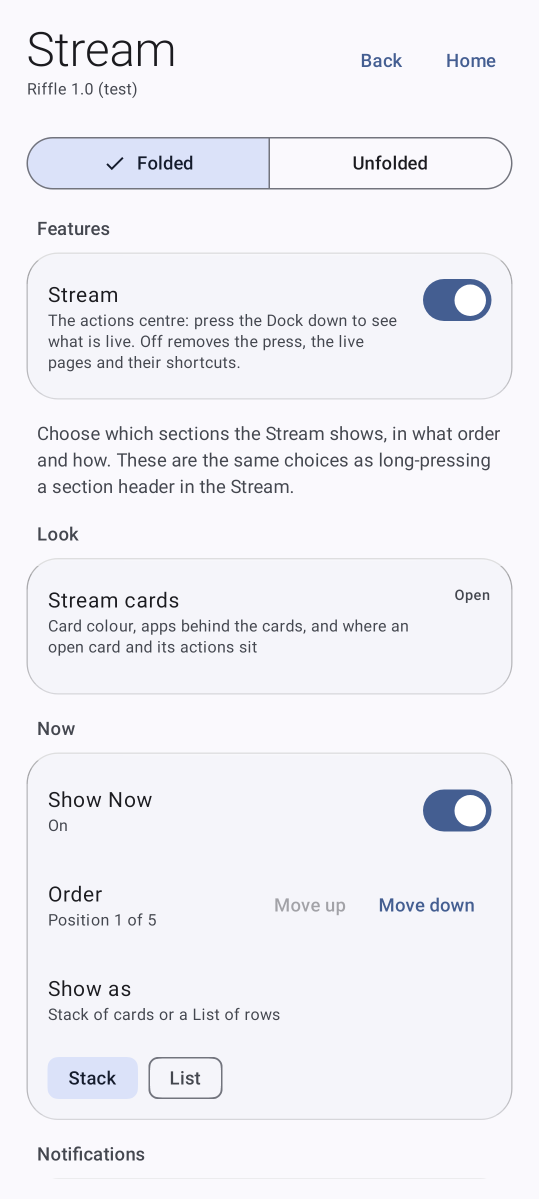 Stream
Back
Home
Riffle 1.0 (test)
Folded
Unfolded
Features
Stream
The actions centre: press the Dock down to see
what is live. Off removes the press, the live
pages and their shortcuts.
Choose which sections the Stream shows, in what order
and how. These are the same choices as long-pressing
a section header in the Stream.
Look
Stream cards
Open
Card colour, apps behind the cards, and where an
open card and its actions sit
Now
Show Now
On
Order
Position 1 of 5
Move up
Move down
Show as
Stack of cards or a List of rows
Stack
List
Notifications